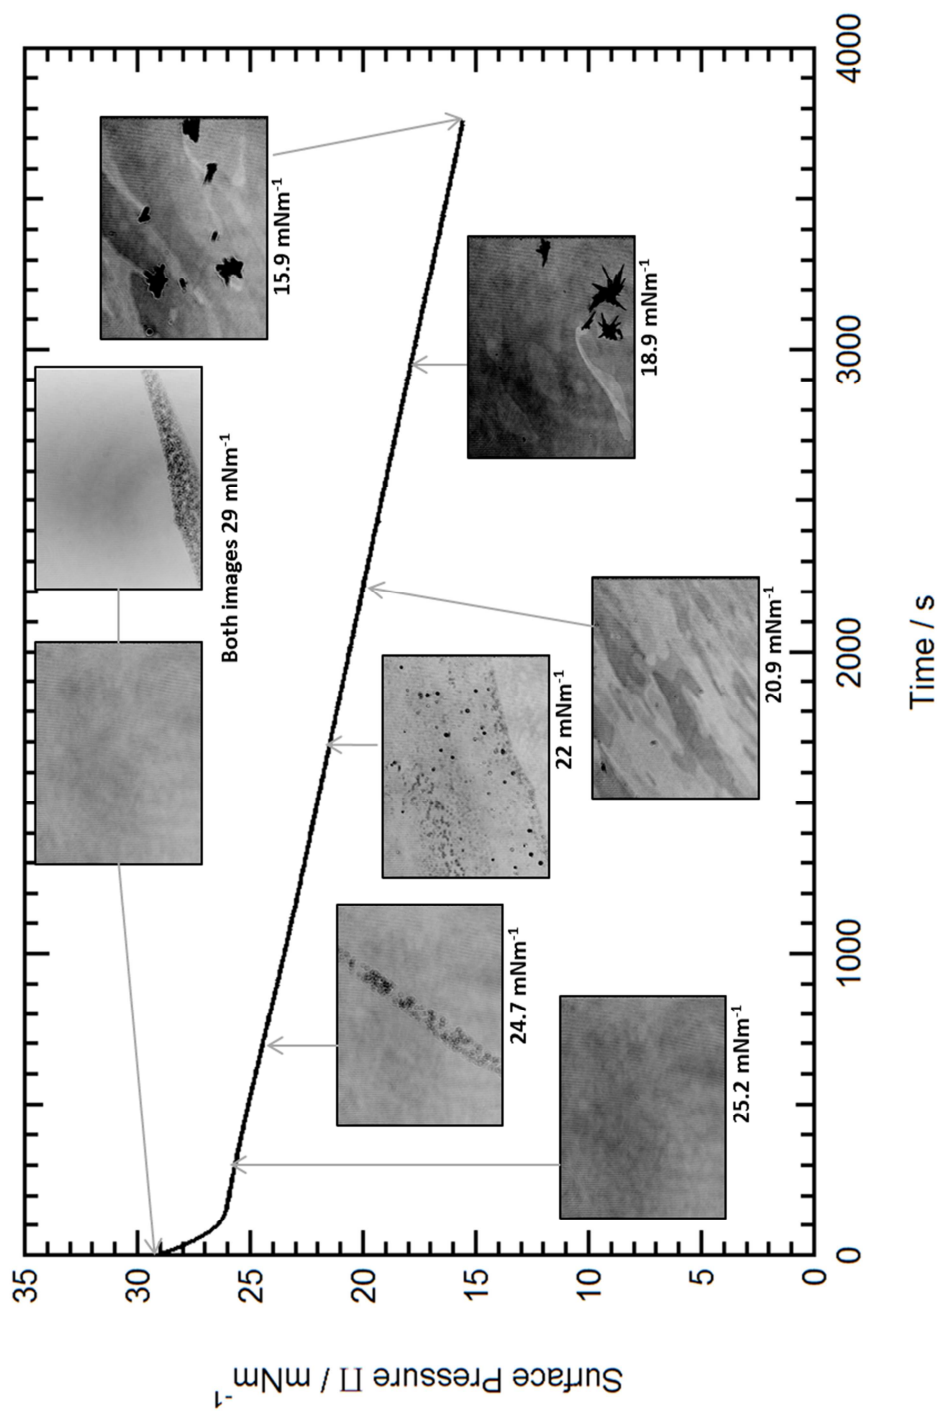 Surface Pressure Π / mNm⁻¹
35
30
25
20
15
10
5
0
Both images 29 mNm⁻¹
15.9 mNm⁻¹
24.7 mNm⁻¹
22 mNm⁻¹
18.9 mNm⁻¹
25.2 mNm⁻¹
20.9 mNm⁻¹
0
1000
2000
3000
4000
Time / s